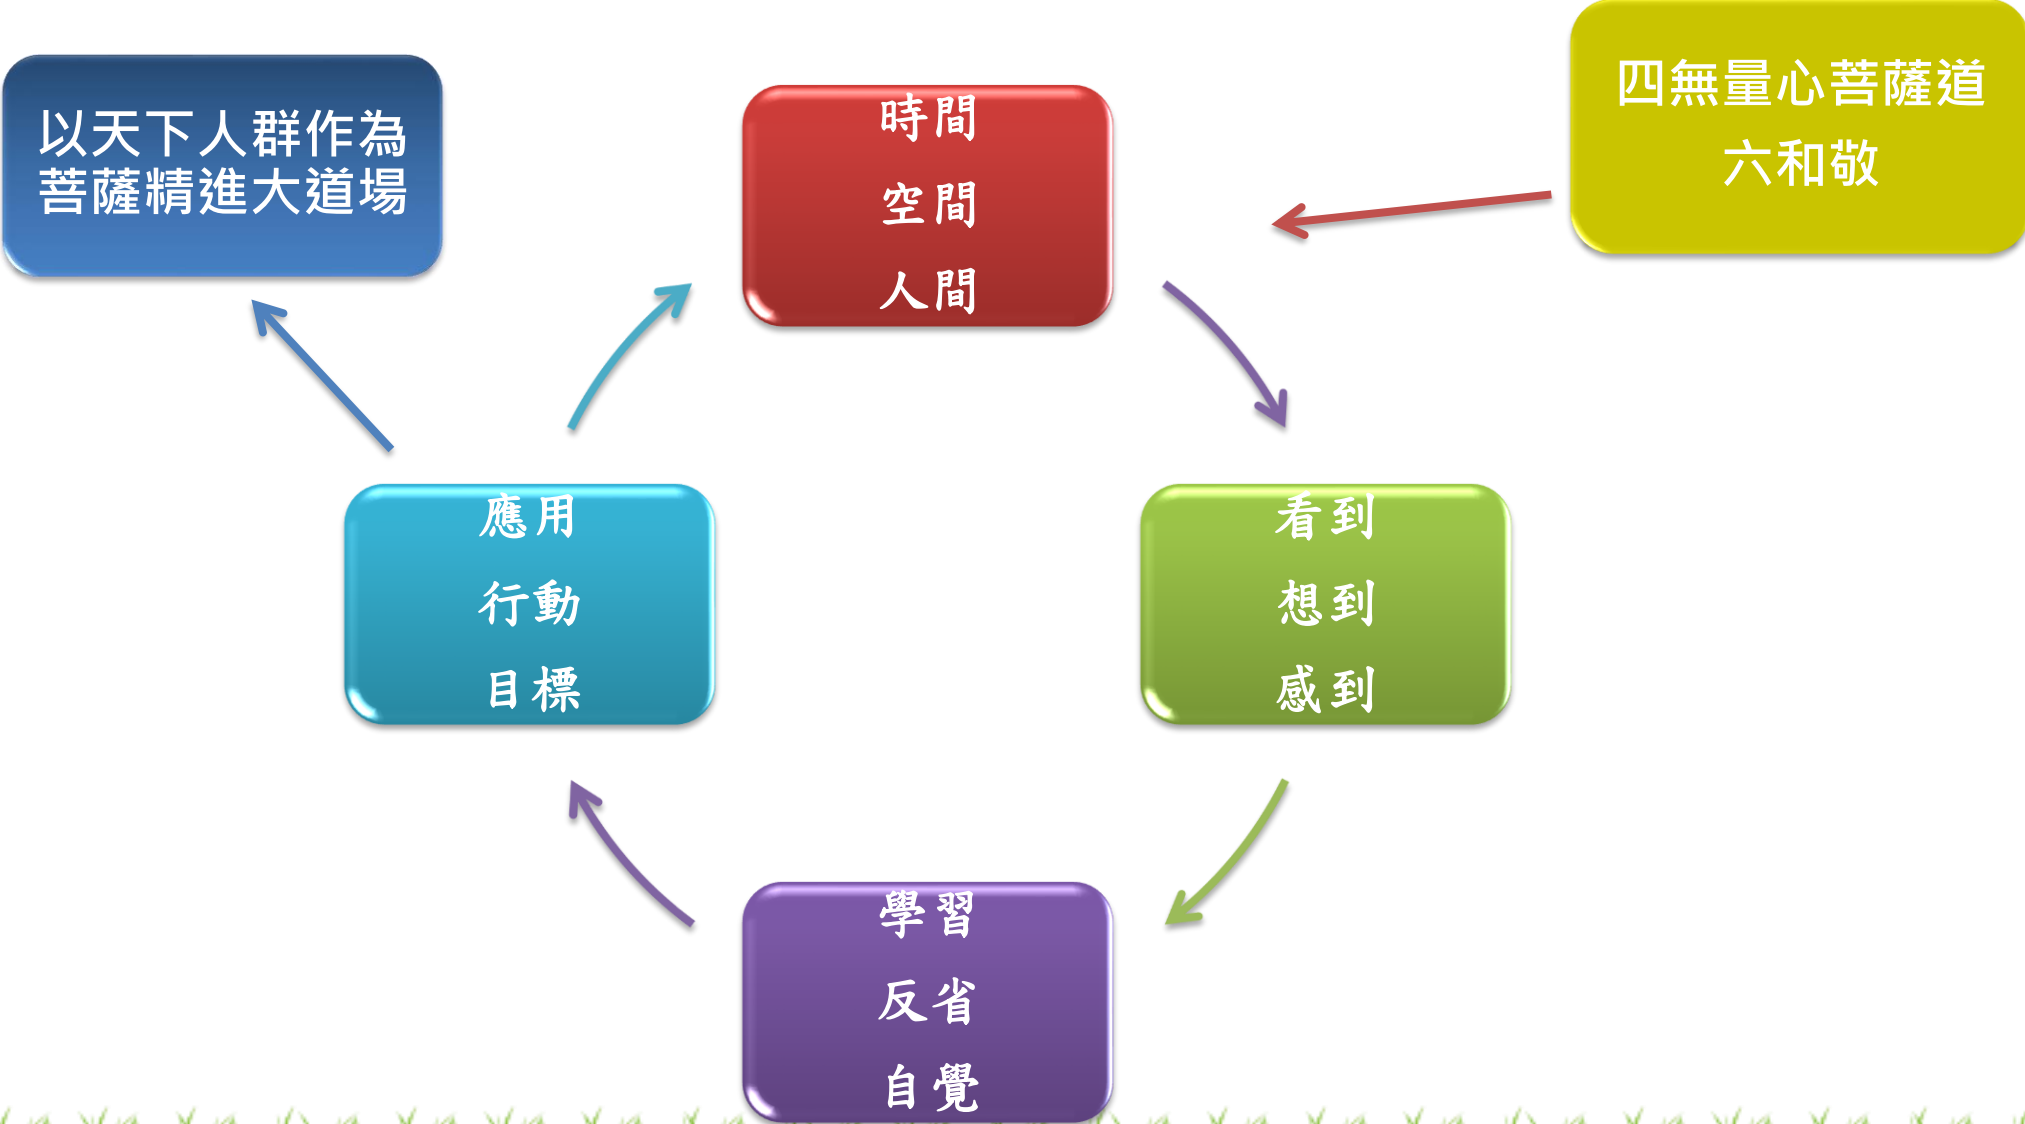 以天下人群作為
菩薩精進大道場
時間
空間
人間
四無量心菩薩道
六和敬
應用
行動
目標
看到
想到
感到
學習
反省
自覺